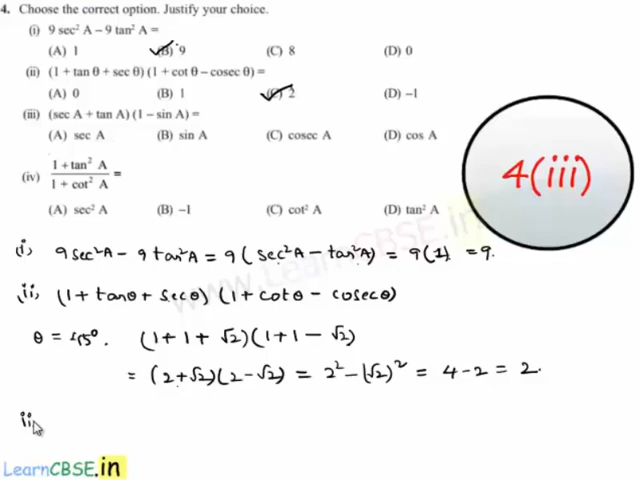 4. Choose the correct option. Justify your choice.
(i) 9 sec² A – 9 tan² A =
(A) 1 (B) 9 (C) 8 (D) 0
(ii) (1 + tan θ + sec θ) (1 + cot θ – cosec θ) =
(A) 0 (B) 1 (C) 2 (D) –1
(iii) (sec A + tan A) (1 – sin A) =
(A) sec A (B) sin A (C) cosec A (D) cos A
4(iii)
(iv) 1 + tan² A / 1 + cot² A =
(A) sec² A (B) –1 (C) cot² A (D) tan² A
www.LearnCBSE.in
(i) 9 sec²A – 9 tan²A = 9 (sec²A – tan²A) = 9(1) = 9.
(ii) (1 + tanθ + secθ) (1 + cotθ – cosecθ)
θ = 45°. (1 + 1 + √2)(1 + 1 – √2)
= (2 + √2)(2 – √2) = 2² – (√2)² = 4 – 2 = 2.
ii
LearnCBSE.in